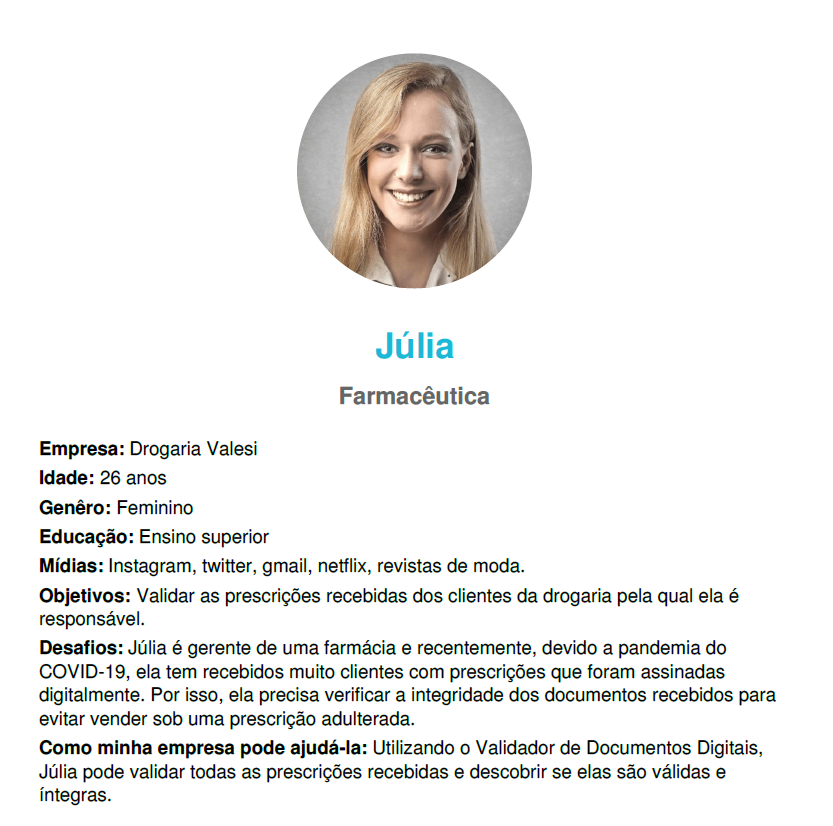 Júlia
Farmacêutica
Empresa: Drogaria Valesi
Idade: 26 anos
Genêro: Feminino
Educação: Ensino superior
Mídias: Instagram, twitter, gmail, netflix, revistas de moda.
Objetivos: Validar as prescrições recebidas dos clientes da drogaria pela qual ela é
responsável.
Desafios: Júlia é gerente de uma farmácia e recentemente, devido a pandemia do
COVID-19, ela tem recebidos muito clientes com prescrições que foram assinadas
digitalmente. Por isso, ela precisa verificar a integridade dos documentos recebidos para
evitar vender sob uma prescrição adulterada.
Como minha empresa pode ajudá-la: Utilizando o Validador de Documentos Digitais,
Júlia pode validar todas as prescrições recebidas e descobrir se elas são válidas e
íntegras.